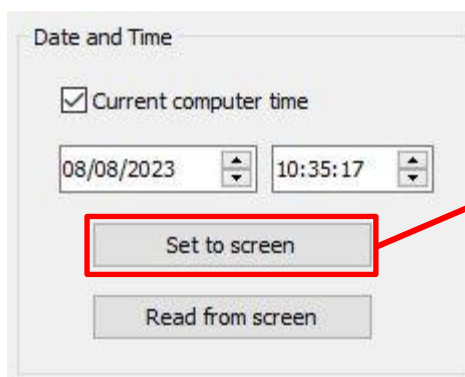 Date and Time
Current computer time
08/08/2023 10:35:17
Set to screen
Read from screen